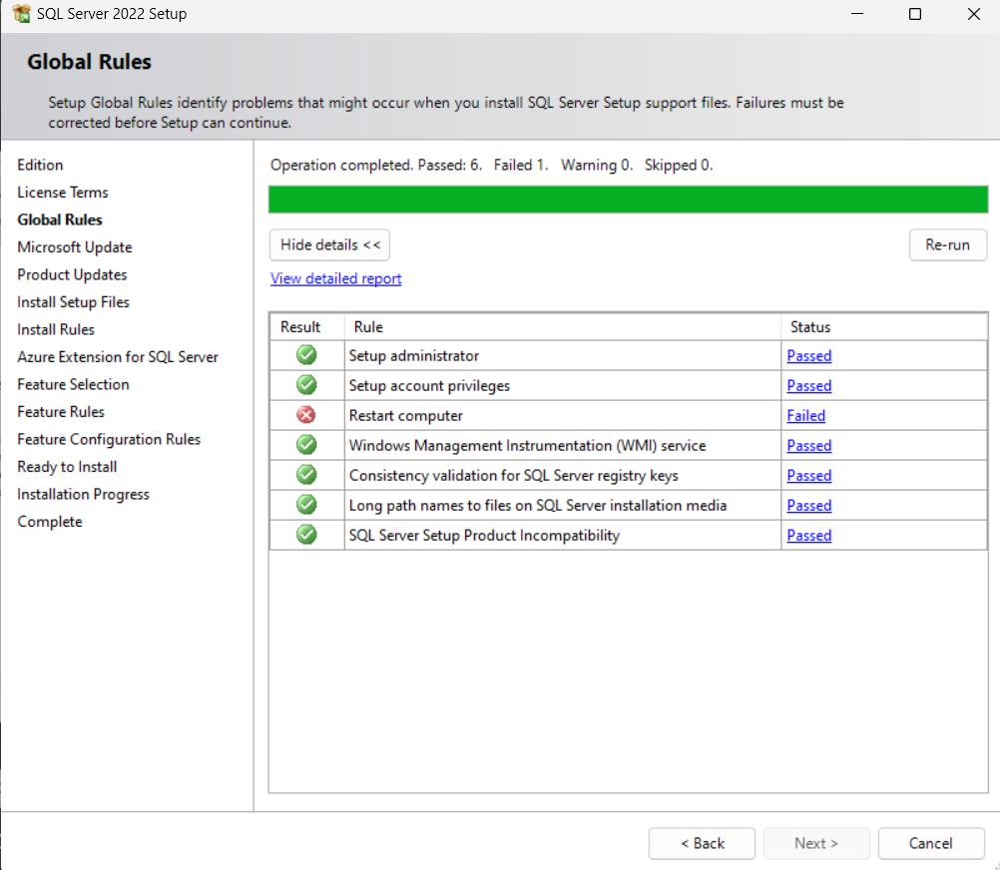 SQL Server 2022 Setup
Global Rules
Setup Global Rules identify problems that might occur when you install SQL Server Setup support files. Failures must be
corrected before Setup can continue.
Edition
License Terms
Global Rules
Microsoft Update
Product Updates
Install Setup Files
Install Rules
Azure Extension for SQL Server
Feature Selection
Feature Rules
Feature Configuration Rules
Ready to Install
Installation Progress
Complete
Operation completed. Passed: 6. Failed 1. Warning 0. Skipped 0.
Hide details <<
Re-run
View detailed report
Result Rule Status
Setup administrator Passed
Setup account privileges Passed
Restart computer Failed
Windows Management Instrumentation (WMI) service Passed
Consistency validation for SQL Server registry keys Passed
Long path names to files on SQL Server installation media Passed
SQL Server Setup Product Incompatibility Passed
< Back
Next >
Cancel